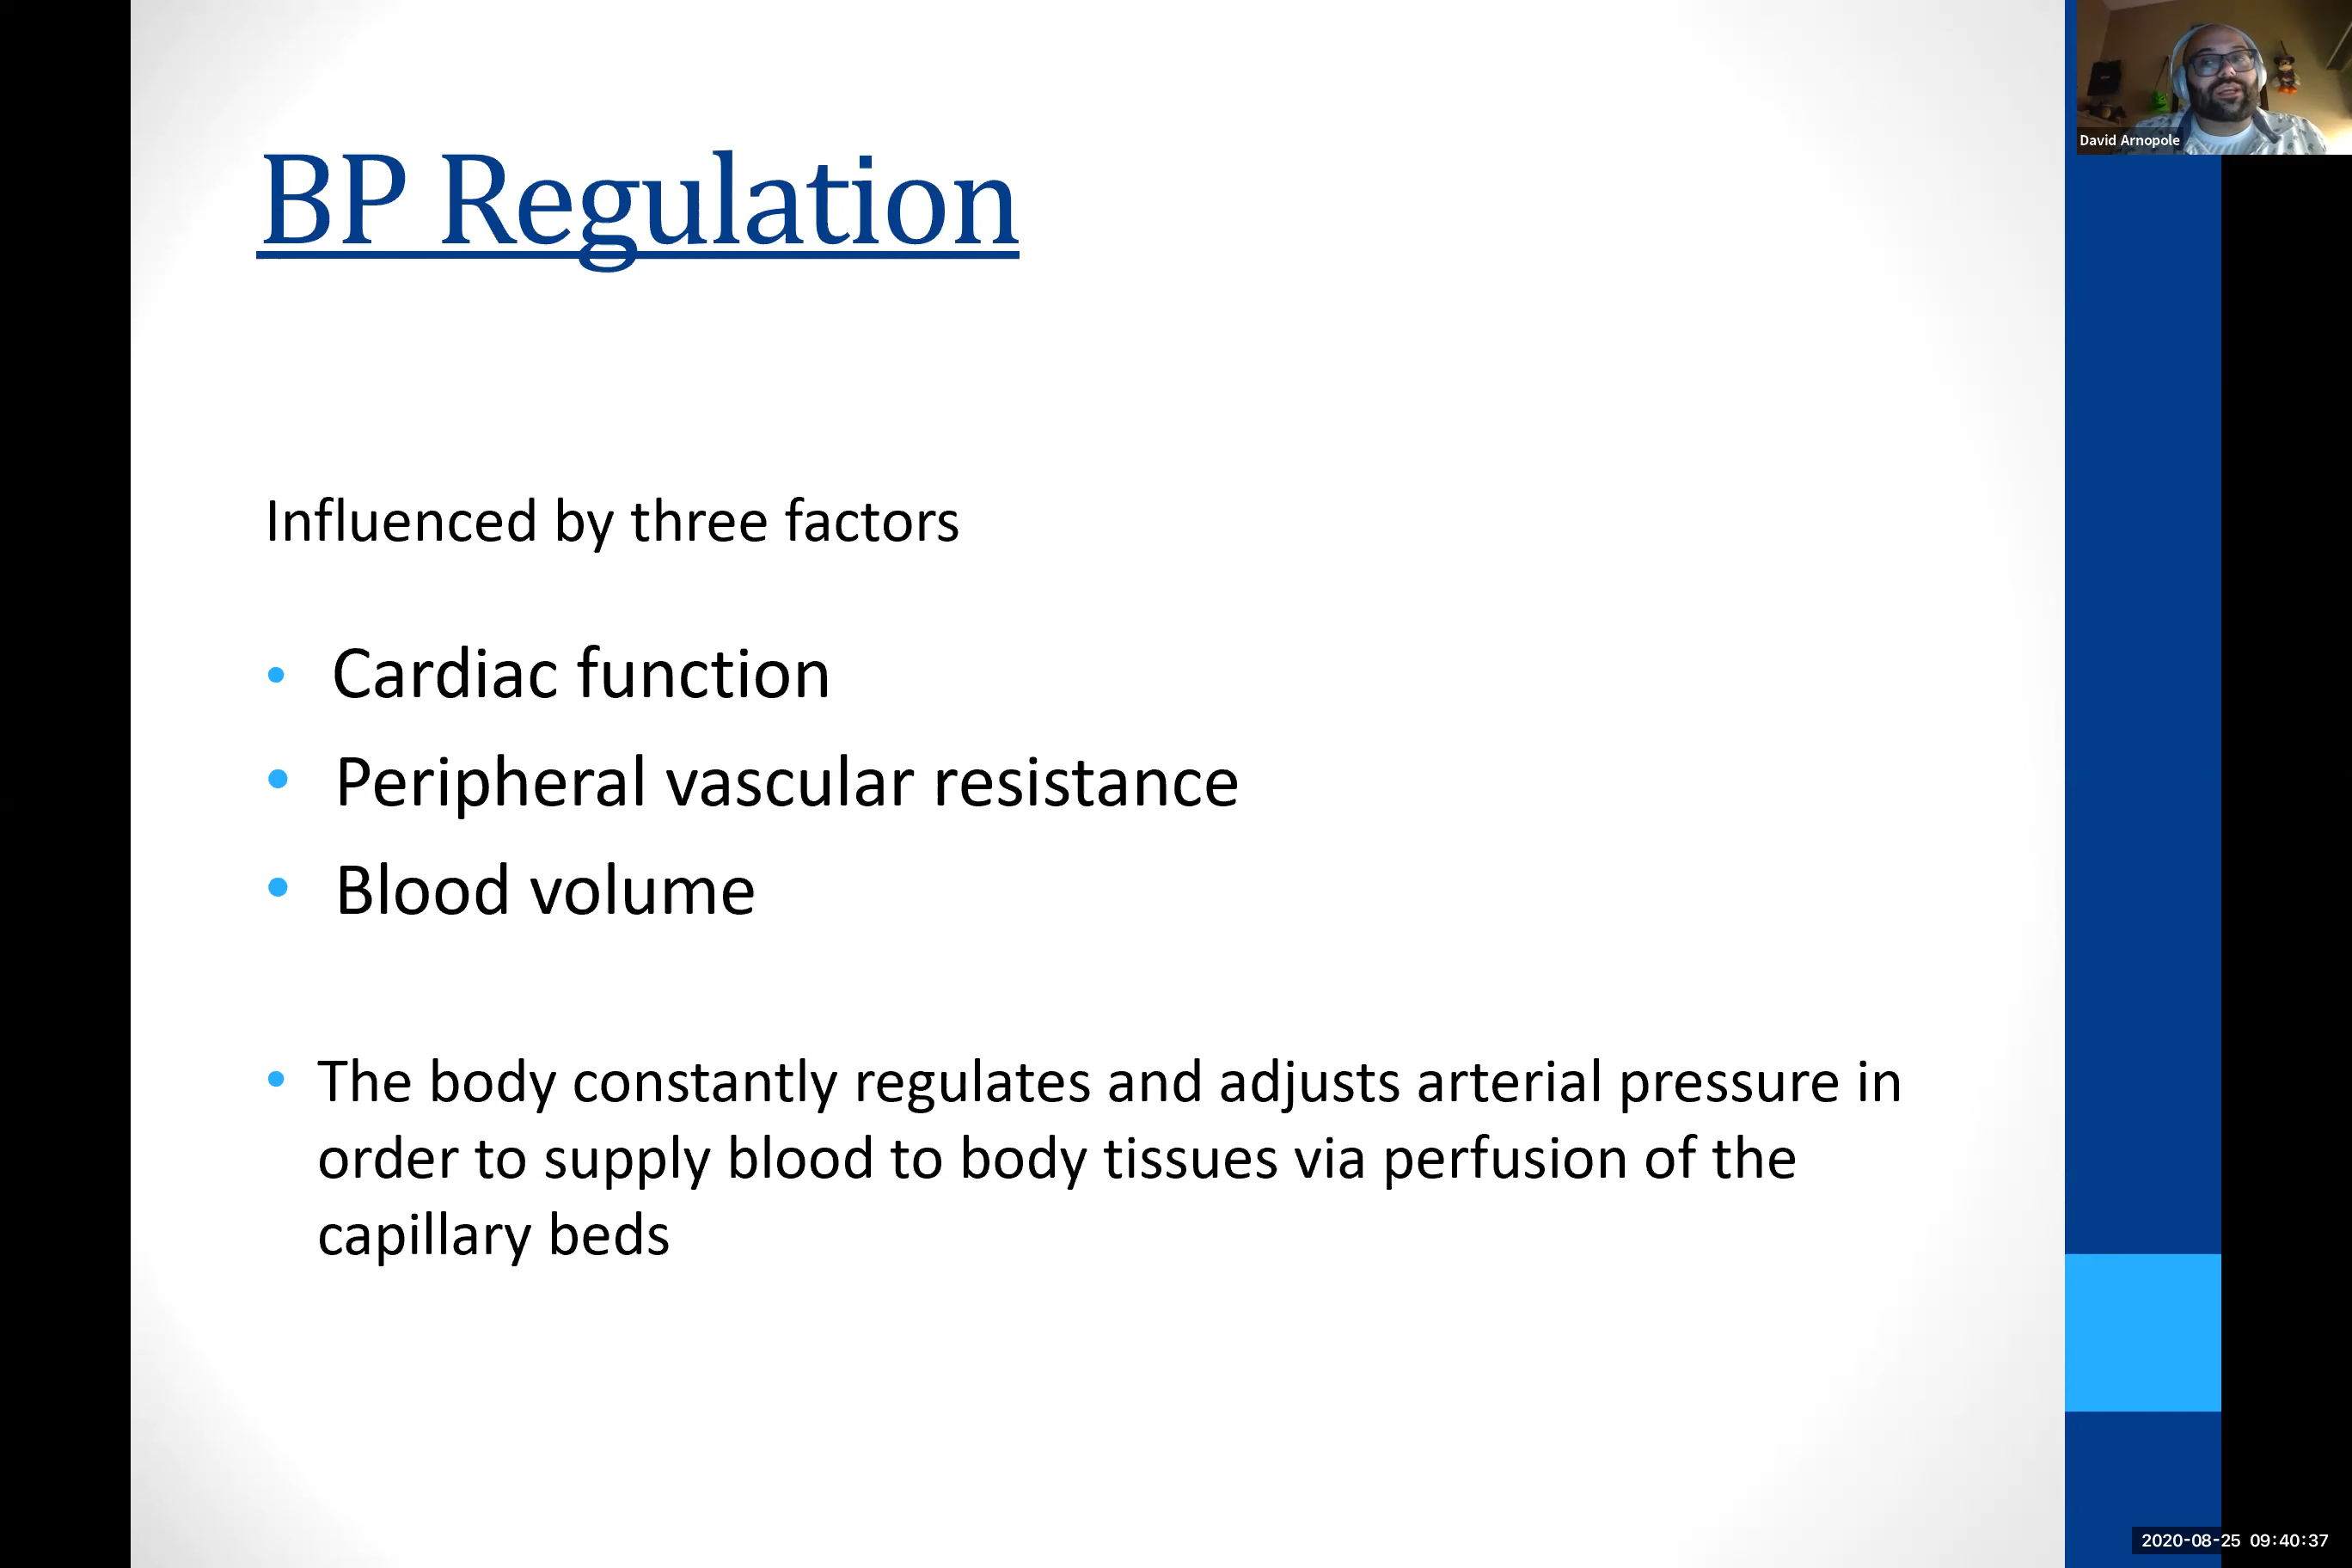 BP Regulation
David Arnopole
Influenced by three factors
• Cardiac function
• Peripheral vascular resistance
• Blood volume
• The body constantly regulates and adjusts arterial pressure in
order to supply blood to body tissues via perfusion of the
capillary beds
2020-08-25 09:40:37